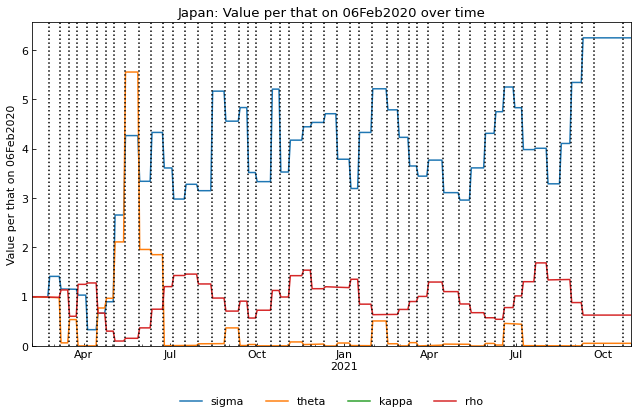 Japan: Value per that on 06Feb2020 over time
Value per that on 06Feb2020
6
5
4
3
2
1
0
Apr Jul Oct Jan Apr Jul Oct
2021
sigma theta kappa rho